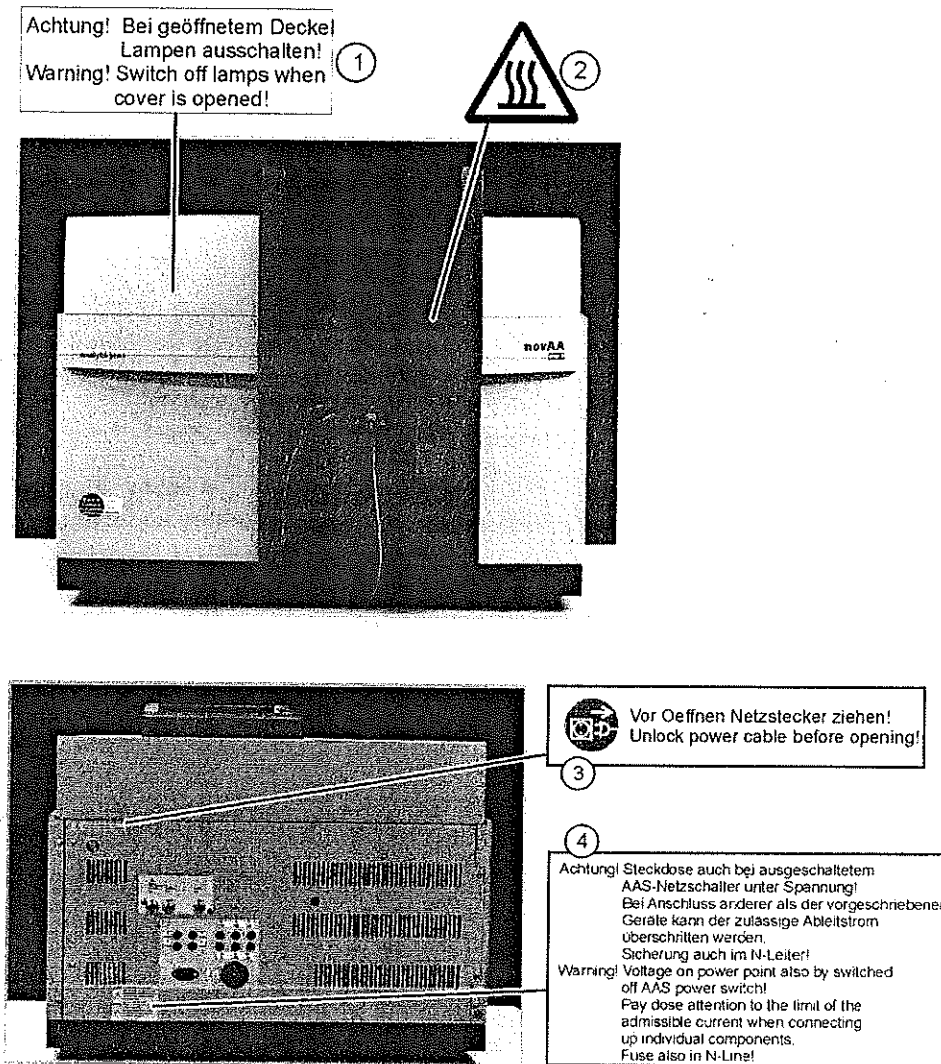 Achtung! Bei geöffnetem Deckel
Lampen ausschalten!
Warning! Switch off lamps when
cover is opened!
1
2
novAA
3
Vor Oeffnen Netzstecker ziehen!
Unlock power cable before opening!
4
Achtung! Steckdose auch bei ausgeschaltetem
AAS-Netzschalter unter Spannung!
Bei Anschluss anderer als der vorgeschriebenen
Geräte kann der zulässige Ableitstrom
überschritten werden.
Sicherung auch im N-Leiter!
Warning! Voltage on power point also by switched
off AAS power switch!
Pay dose attention to the limit of the
admissible current when connecting
up individual components.
Fuse also in N-Line!